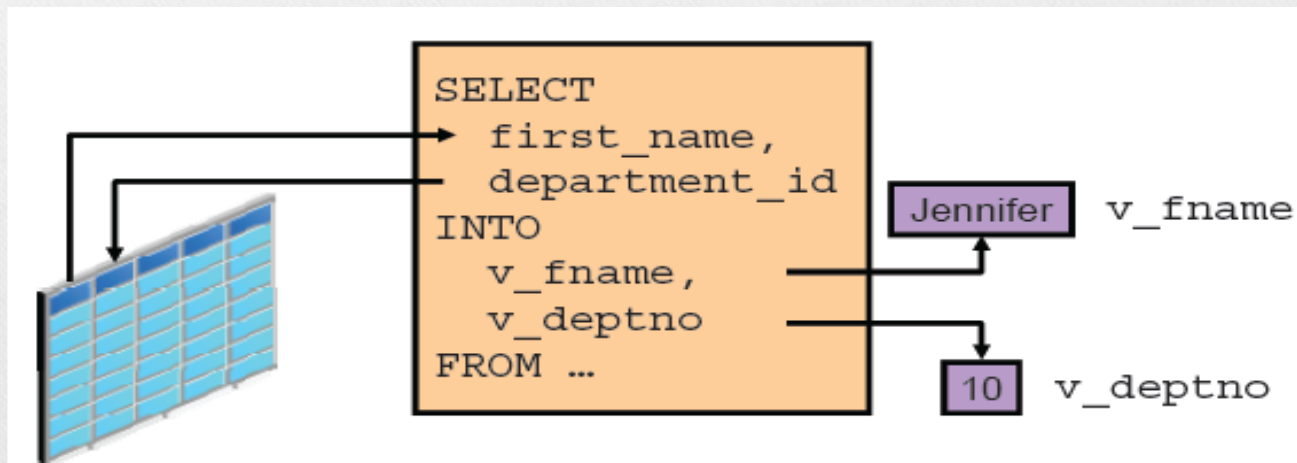 SELECT
first_name,
department_id
INTO
v_fname,
v_deptno
FROM …
Jennifer v_fname
10 v_deptno